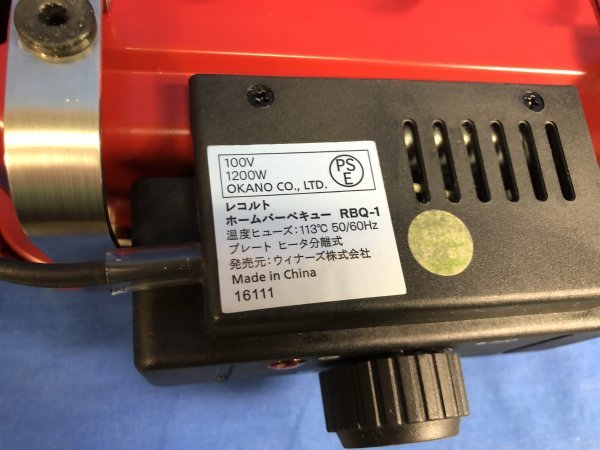 100V
1200W
OKANO CO., LTD.
PS
E
レコルト
ホームバーベキュー RBQ-1
温度ヒューズ:113℃ 50/60Hz
プレート ヒータ分離式
発売元:ウィナーズ株式会社
Made in China
16111